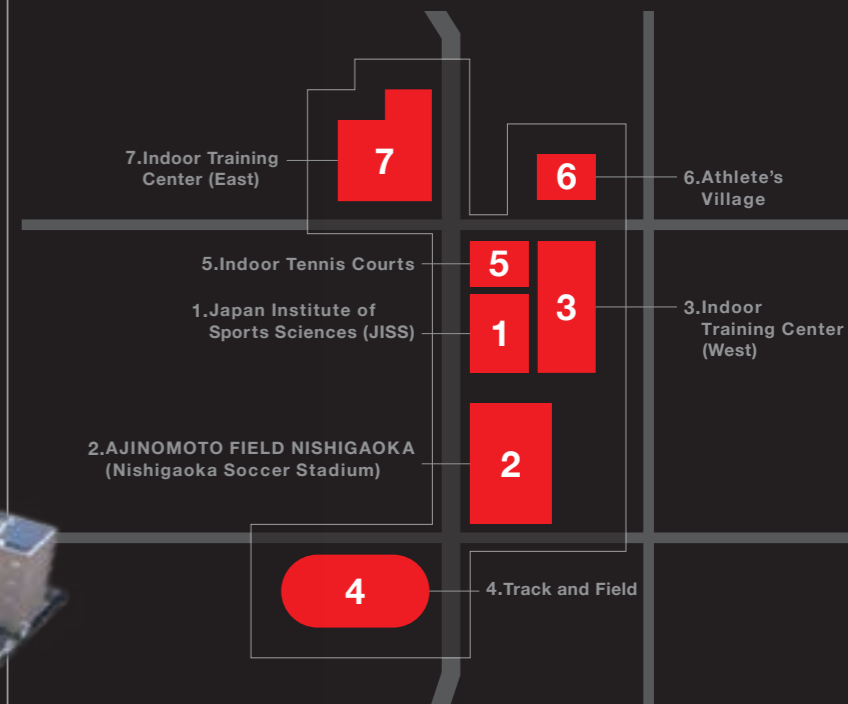 7
7.Indoor Training
Center (East)
6
6.Athlete's
Village
5.Indoor Tennis Courts
5
1.Japan Institute of
Sports Sciences (JISS)
1
3
3.Indoor
Training Center
(West)
2.AJINOMOTO FIELD NISHIGAOKA
(Nishigaoka Soccer Stadium)
2
4
4.Track and Field